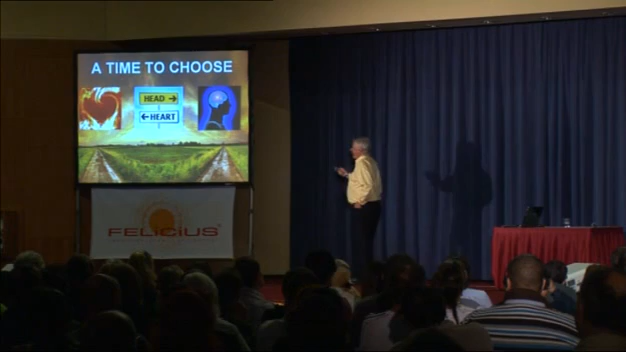 A TIME TO CHOOSE
HEAD →
← HEART
FELiCiUS